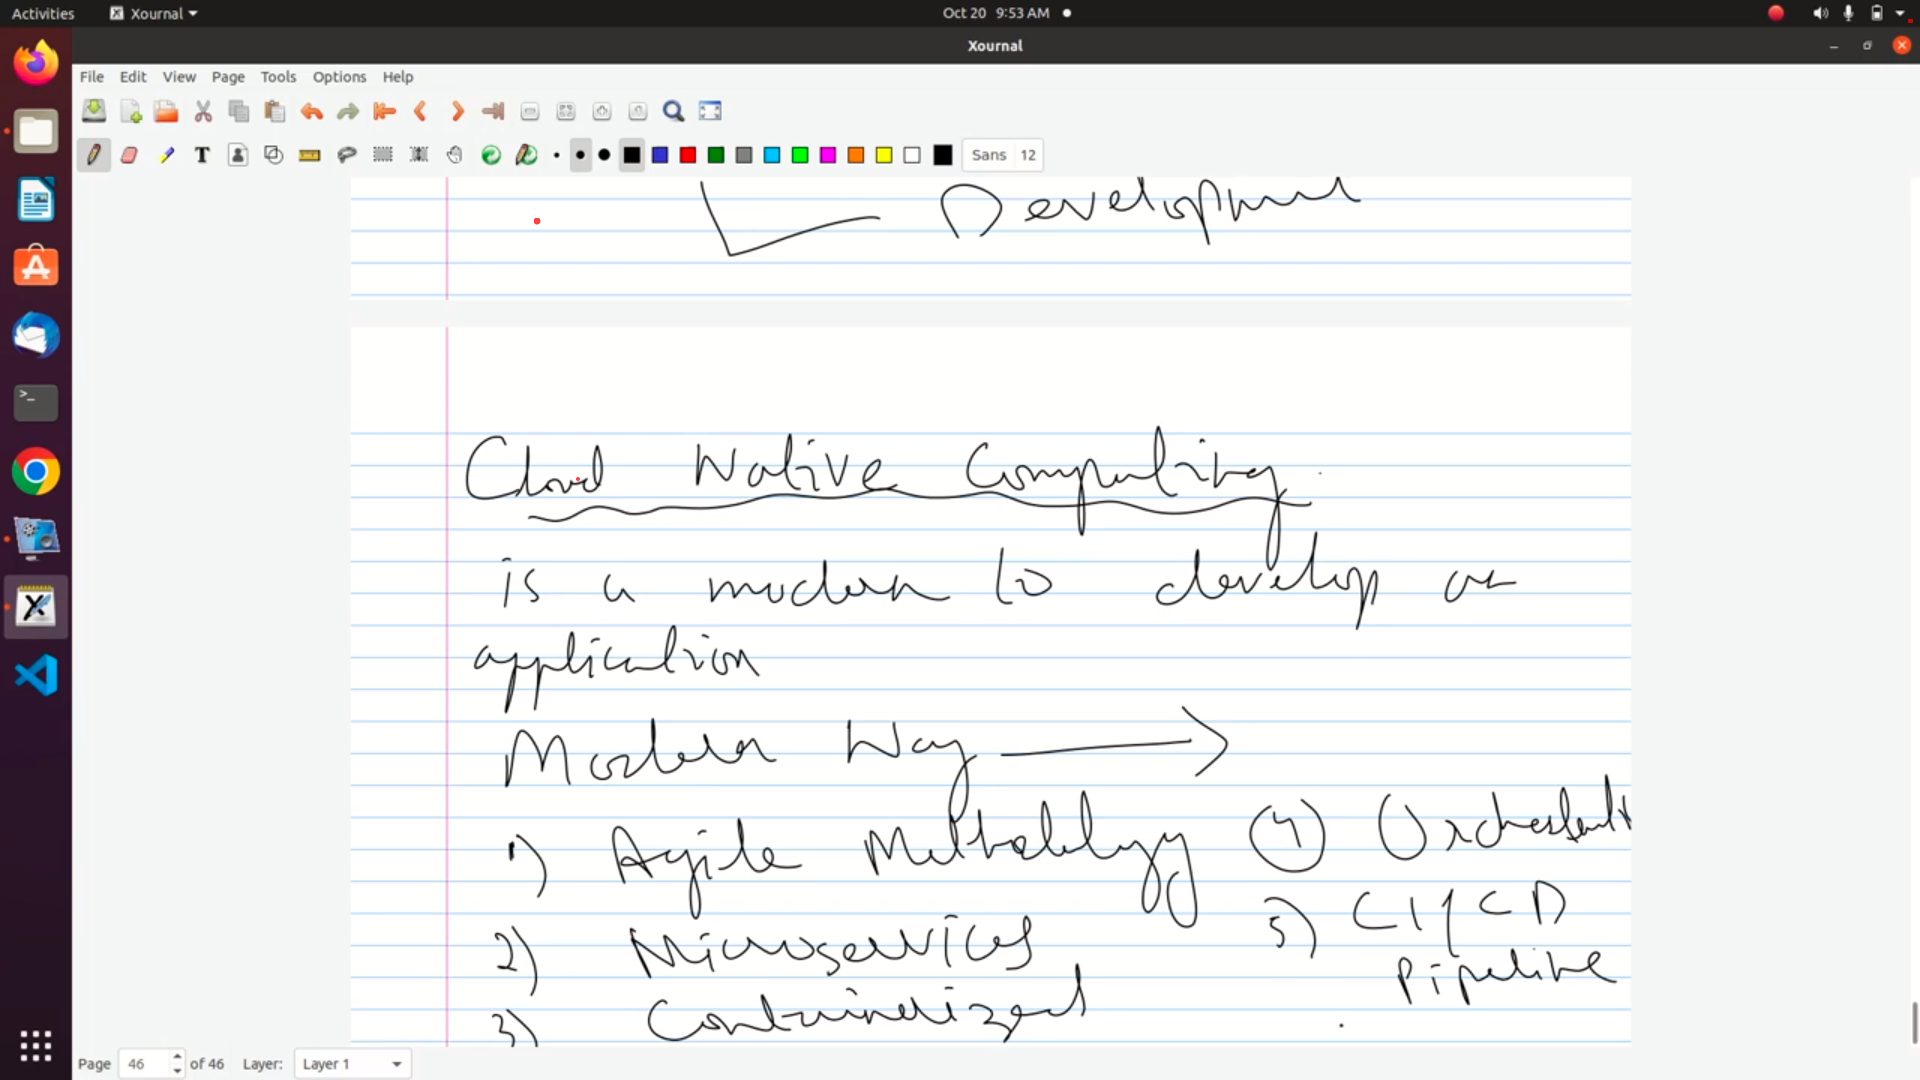 Activities Xournal Oct 20 9:53 AM
Xournal
File Edit View Page Tools Options Help
T Sans 12
Development
Cloud Native Computing
is a modern to develop an
application
Modern Way
1) Agile Methodology 4 Orchestrat
2) Microservices 5) CI/CD
Pipeline
3) Containerized
Page 46 of 46 Layer: Layer 1